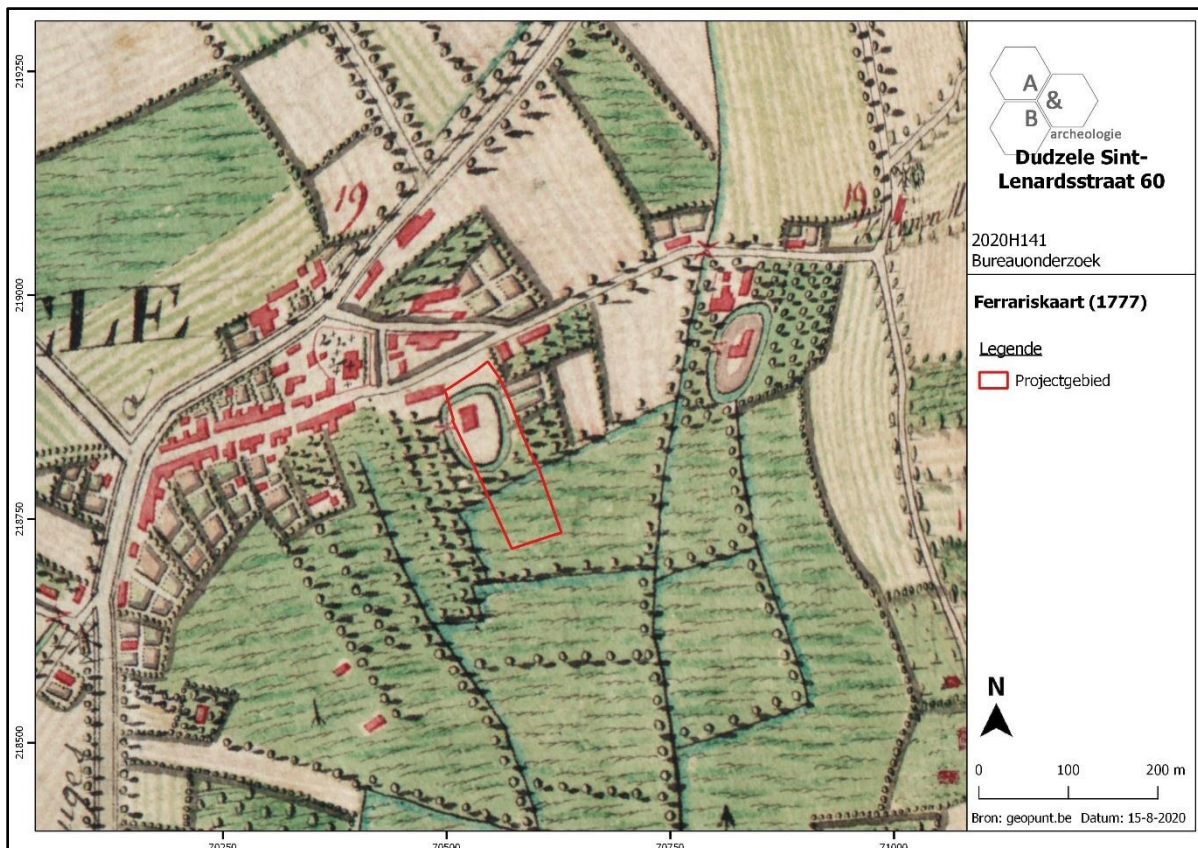 219250
219000
218750
218500
70250
70500
70750
71000
19
19
LE
A
&
B
archeologie
Dudzele Sint-
Lenardsstraat 60
2020H141
Bureauonderzoek
Ferrariskaart (1777)
Legende
Projectgebied
N
0 100 200 m
Bron: geopunt.be Datum: 15-8-2020